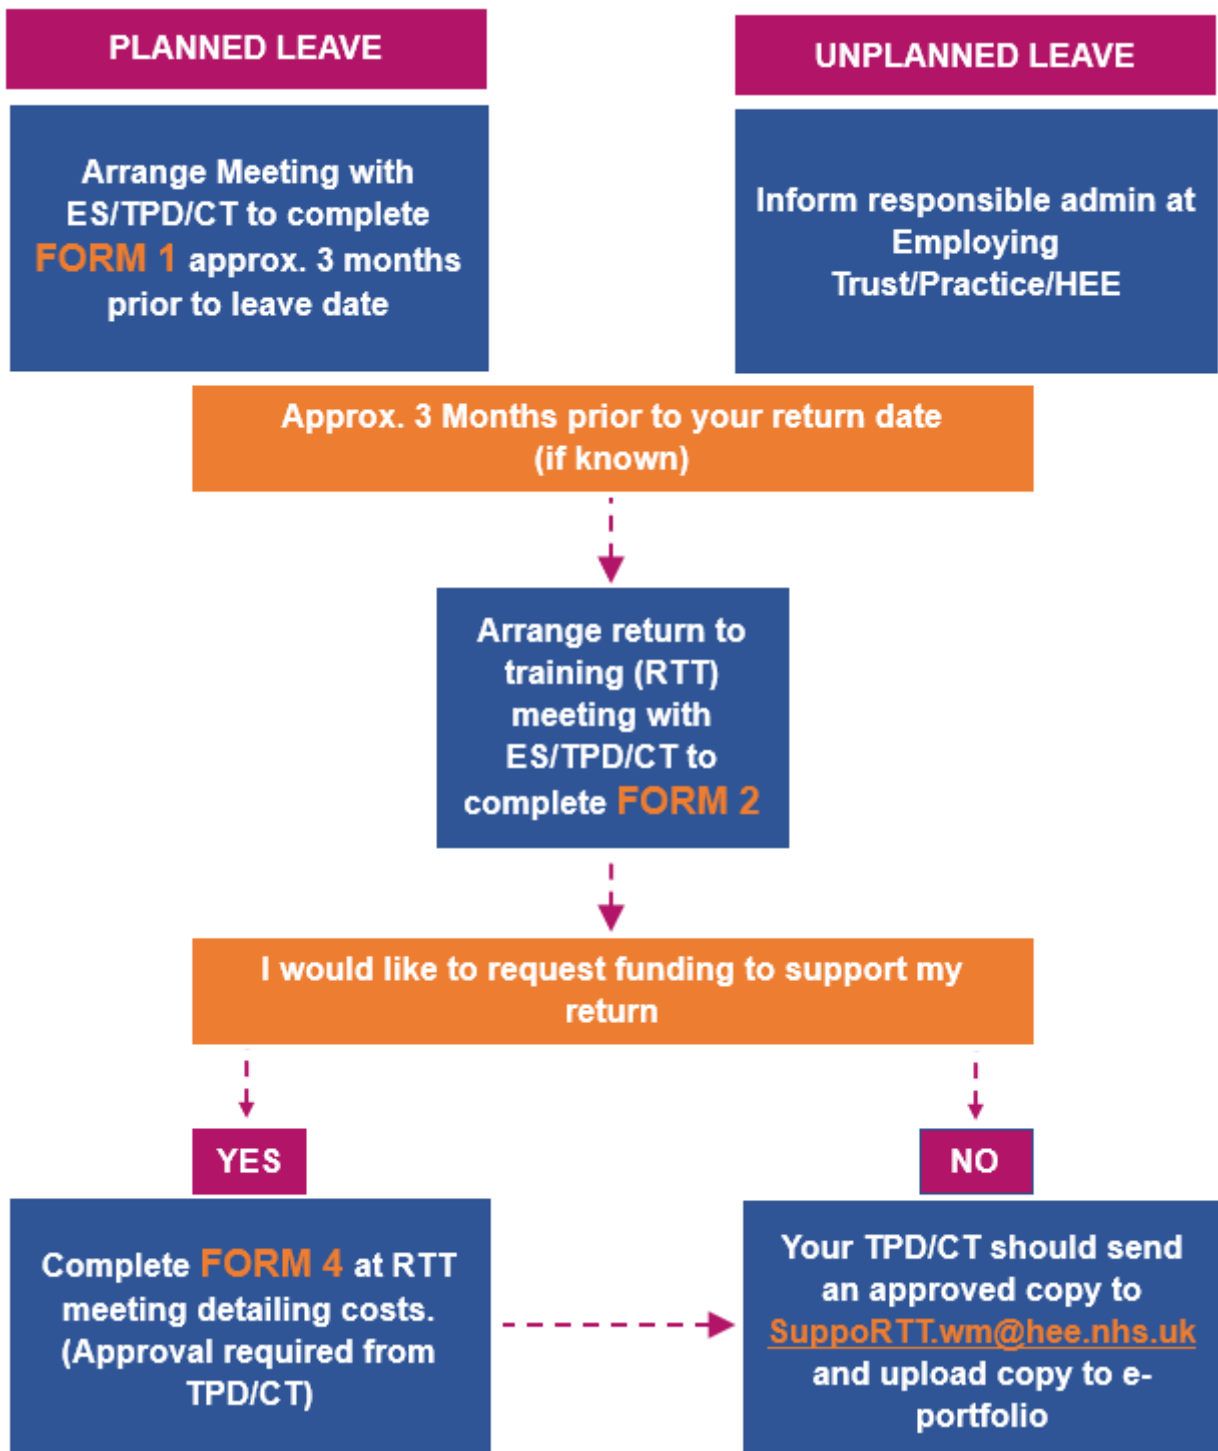 PLANNED LEAVE
UNPLANNED LEAVE
Arrange Meeting with
ES/TPD/CT to complete
FORM 1 approx. 3 months
prior to leave date
Inform responsible admin at
Employing
Trust/Practice/HEE
Approx. 3 Months prior to your return date
(if known)
Arrange return to
training (RTT)
meeting with
ES/TPD/CT to
complete FORM 2
I would like to request funding to support my
return
YES
NO
Complete FORM 4 at RTT
meeting detailing costs.
(Approval required from
TPD/CT)
Your TPD/CT should send
an approved copy to
SuppoRTT.wm@hee.nhs.uk
and upload copy to e-
portfolio